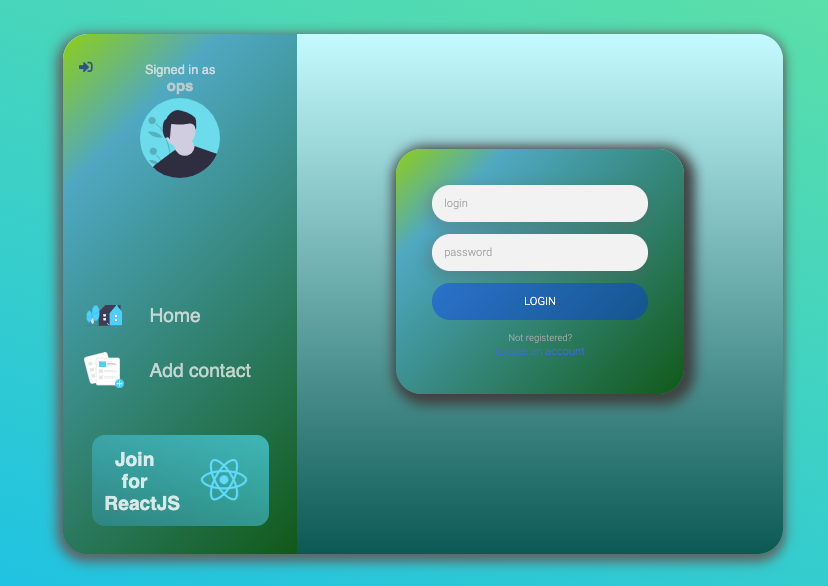 Signed in as
ops
Home
Add contact
Join
for
ReactJS
login
password
LOGIN
Not registered?
Create an account